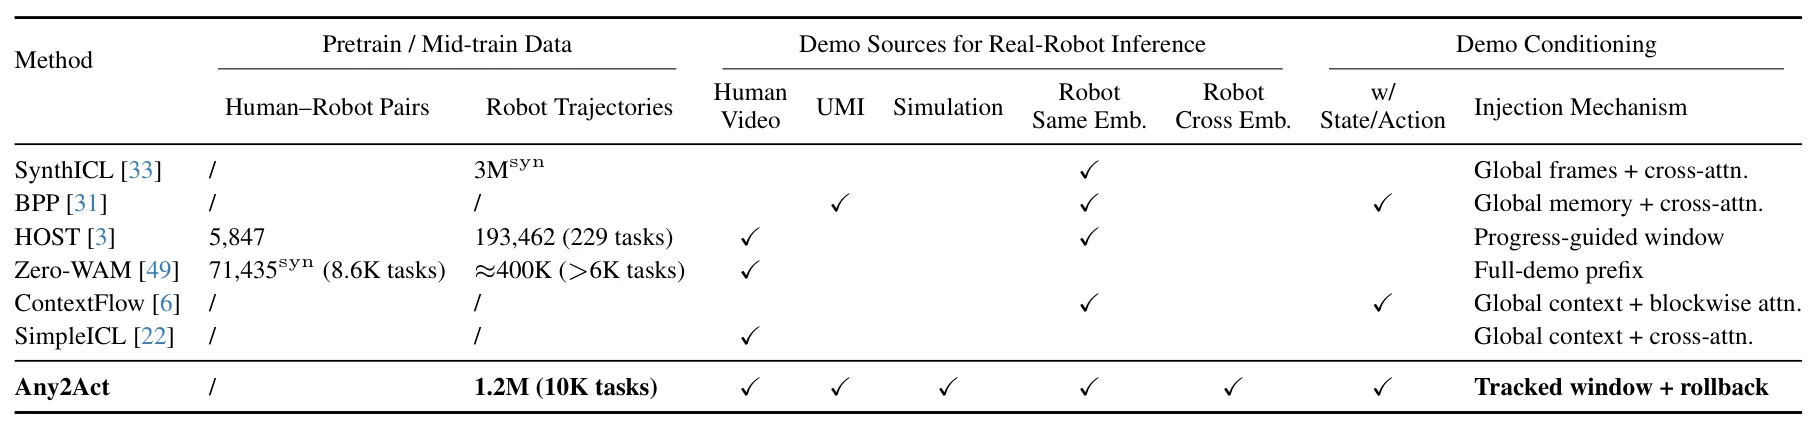 Method Pretrain / Mid-train Data Demo Sources for Real-Robot Inference Demo Conditioning
Human–Robot Pairs Robot Trajectories Human Video UMI Simulation Robot Same Emb. Robot Cross Emb. w/ State/Action Injection Mechanism
SynthICL [33] / 3Msyn ✓ Global frames + cross-attn.
BPP [31] / / ✓ ✓ ✓ Global memory + cross-attn.
HOST [3] 5,847 193,462 (229 tasks) ✓ ✓ Progress-guided window
Zero-WAM [49] 71,435syn (8.6K tasks) ≈400K (>6K tasks) ✓ Full-demo prefix
ContextFlow [6] / / ✓ ✓ Global context + blockwise attn.
SimpleICL [22] / / ✓ Global context + cross-attn.
Any2Act / 1.2M (10K tasks) ✓ ✓ ✓ ✓ ✓ ✓ Tracked window + rollback